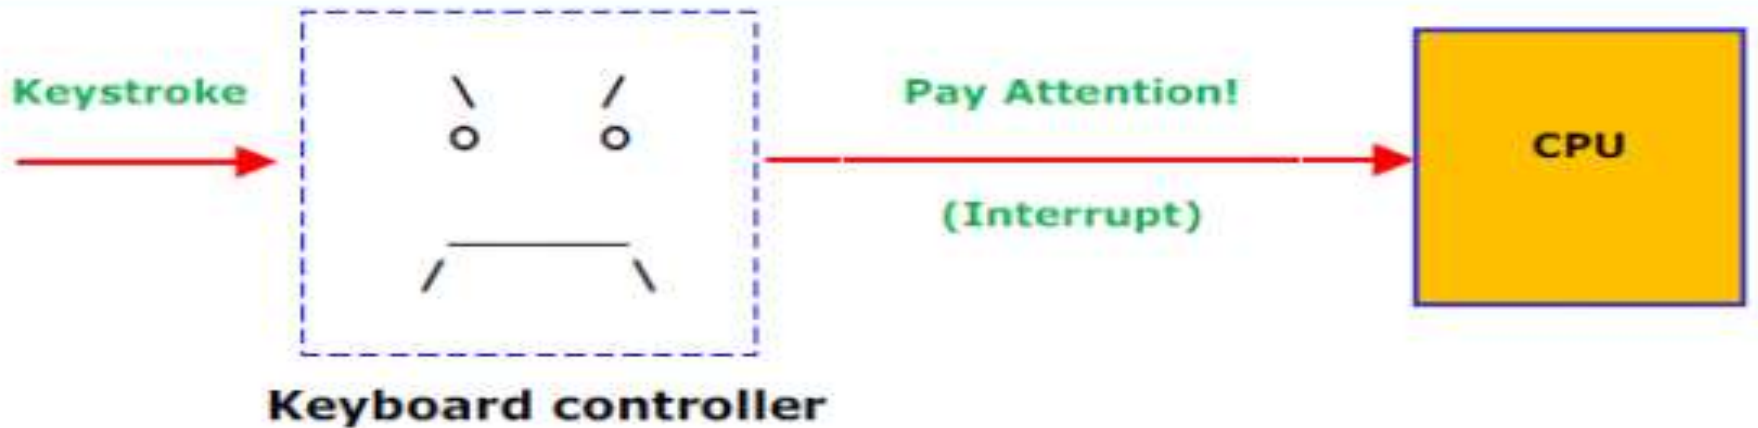 Keystroke
Pay Attention!
(Interrupt)
CPU
Keyboard controller